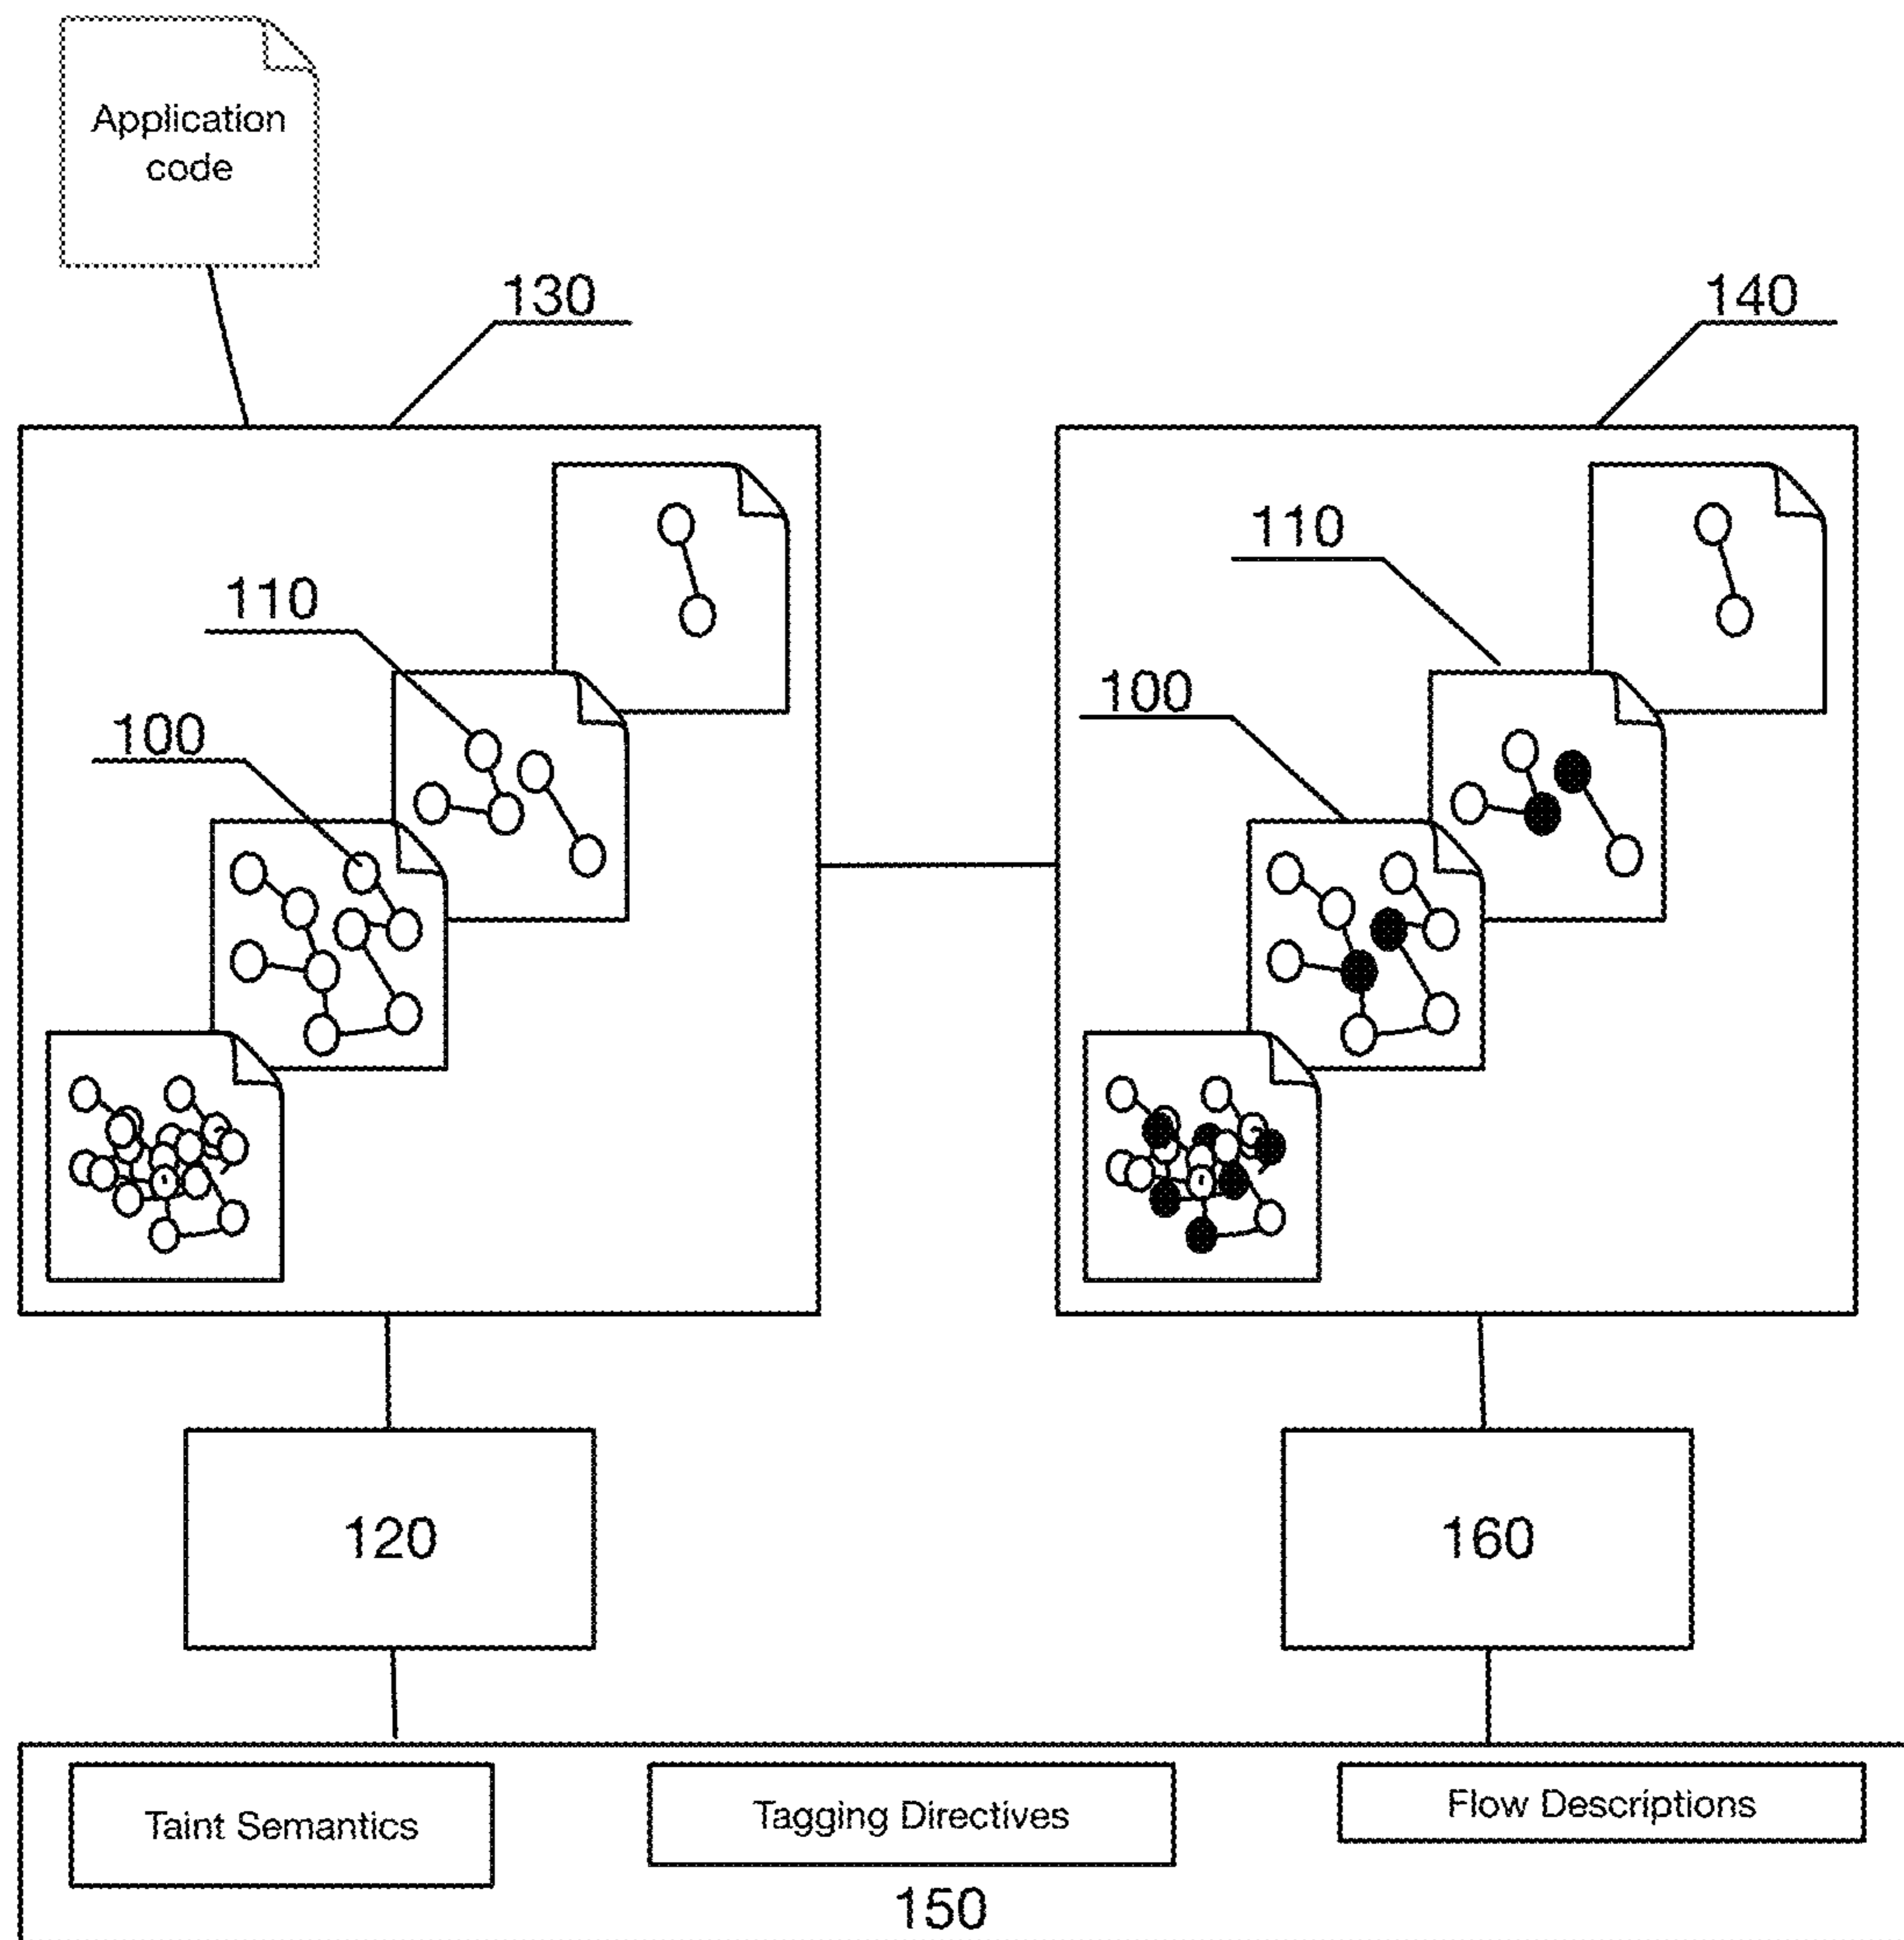 Application
code
130
140
110
110
100
100
120
160
Taint Semantics
Tagging Directives
Flow Descriptions
150